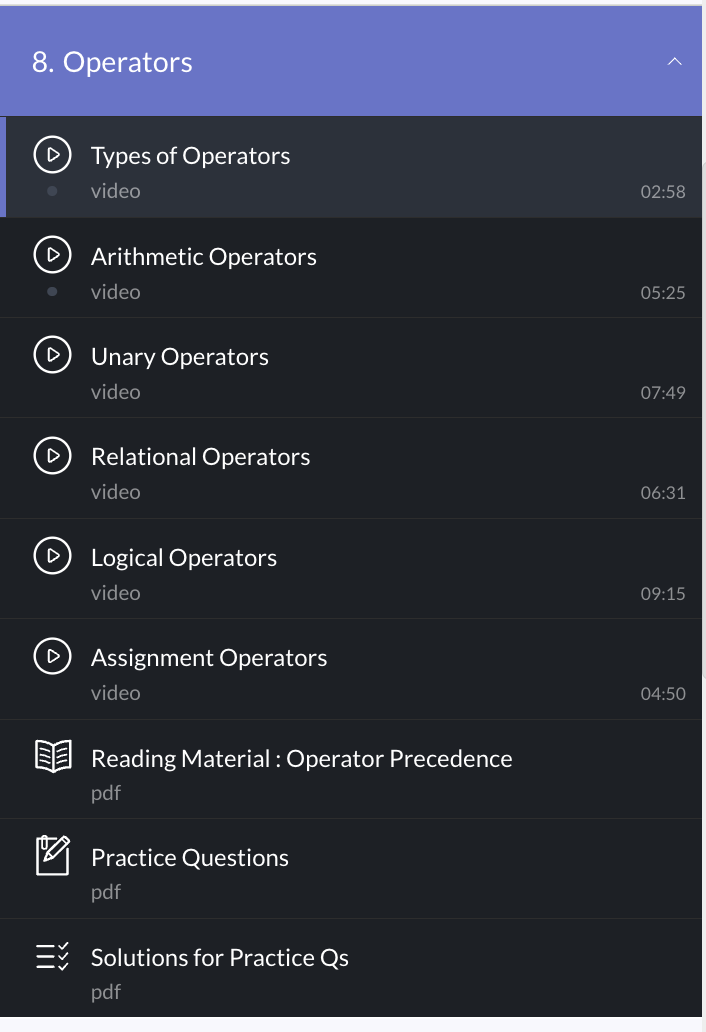 8. Operators
Types of Operators
video 02:58
Arithmetic Operators
video 05:25
Unary Operators
video 07:49
Relational Operators
video 06:31
Logical Operators
video 09:15
Assignment Operators
video 04:50
Reading Material : Operator Precedence
pdf
Practice Questions
pdf
Solutions for Practice Qs
pdf